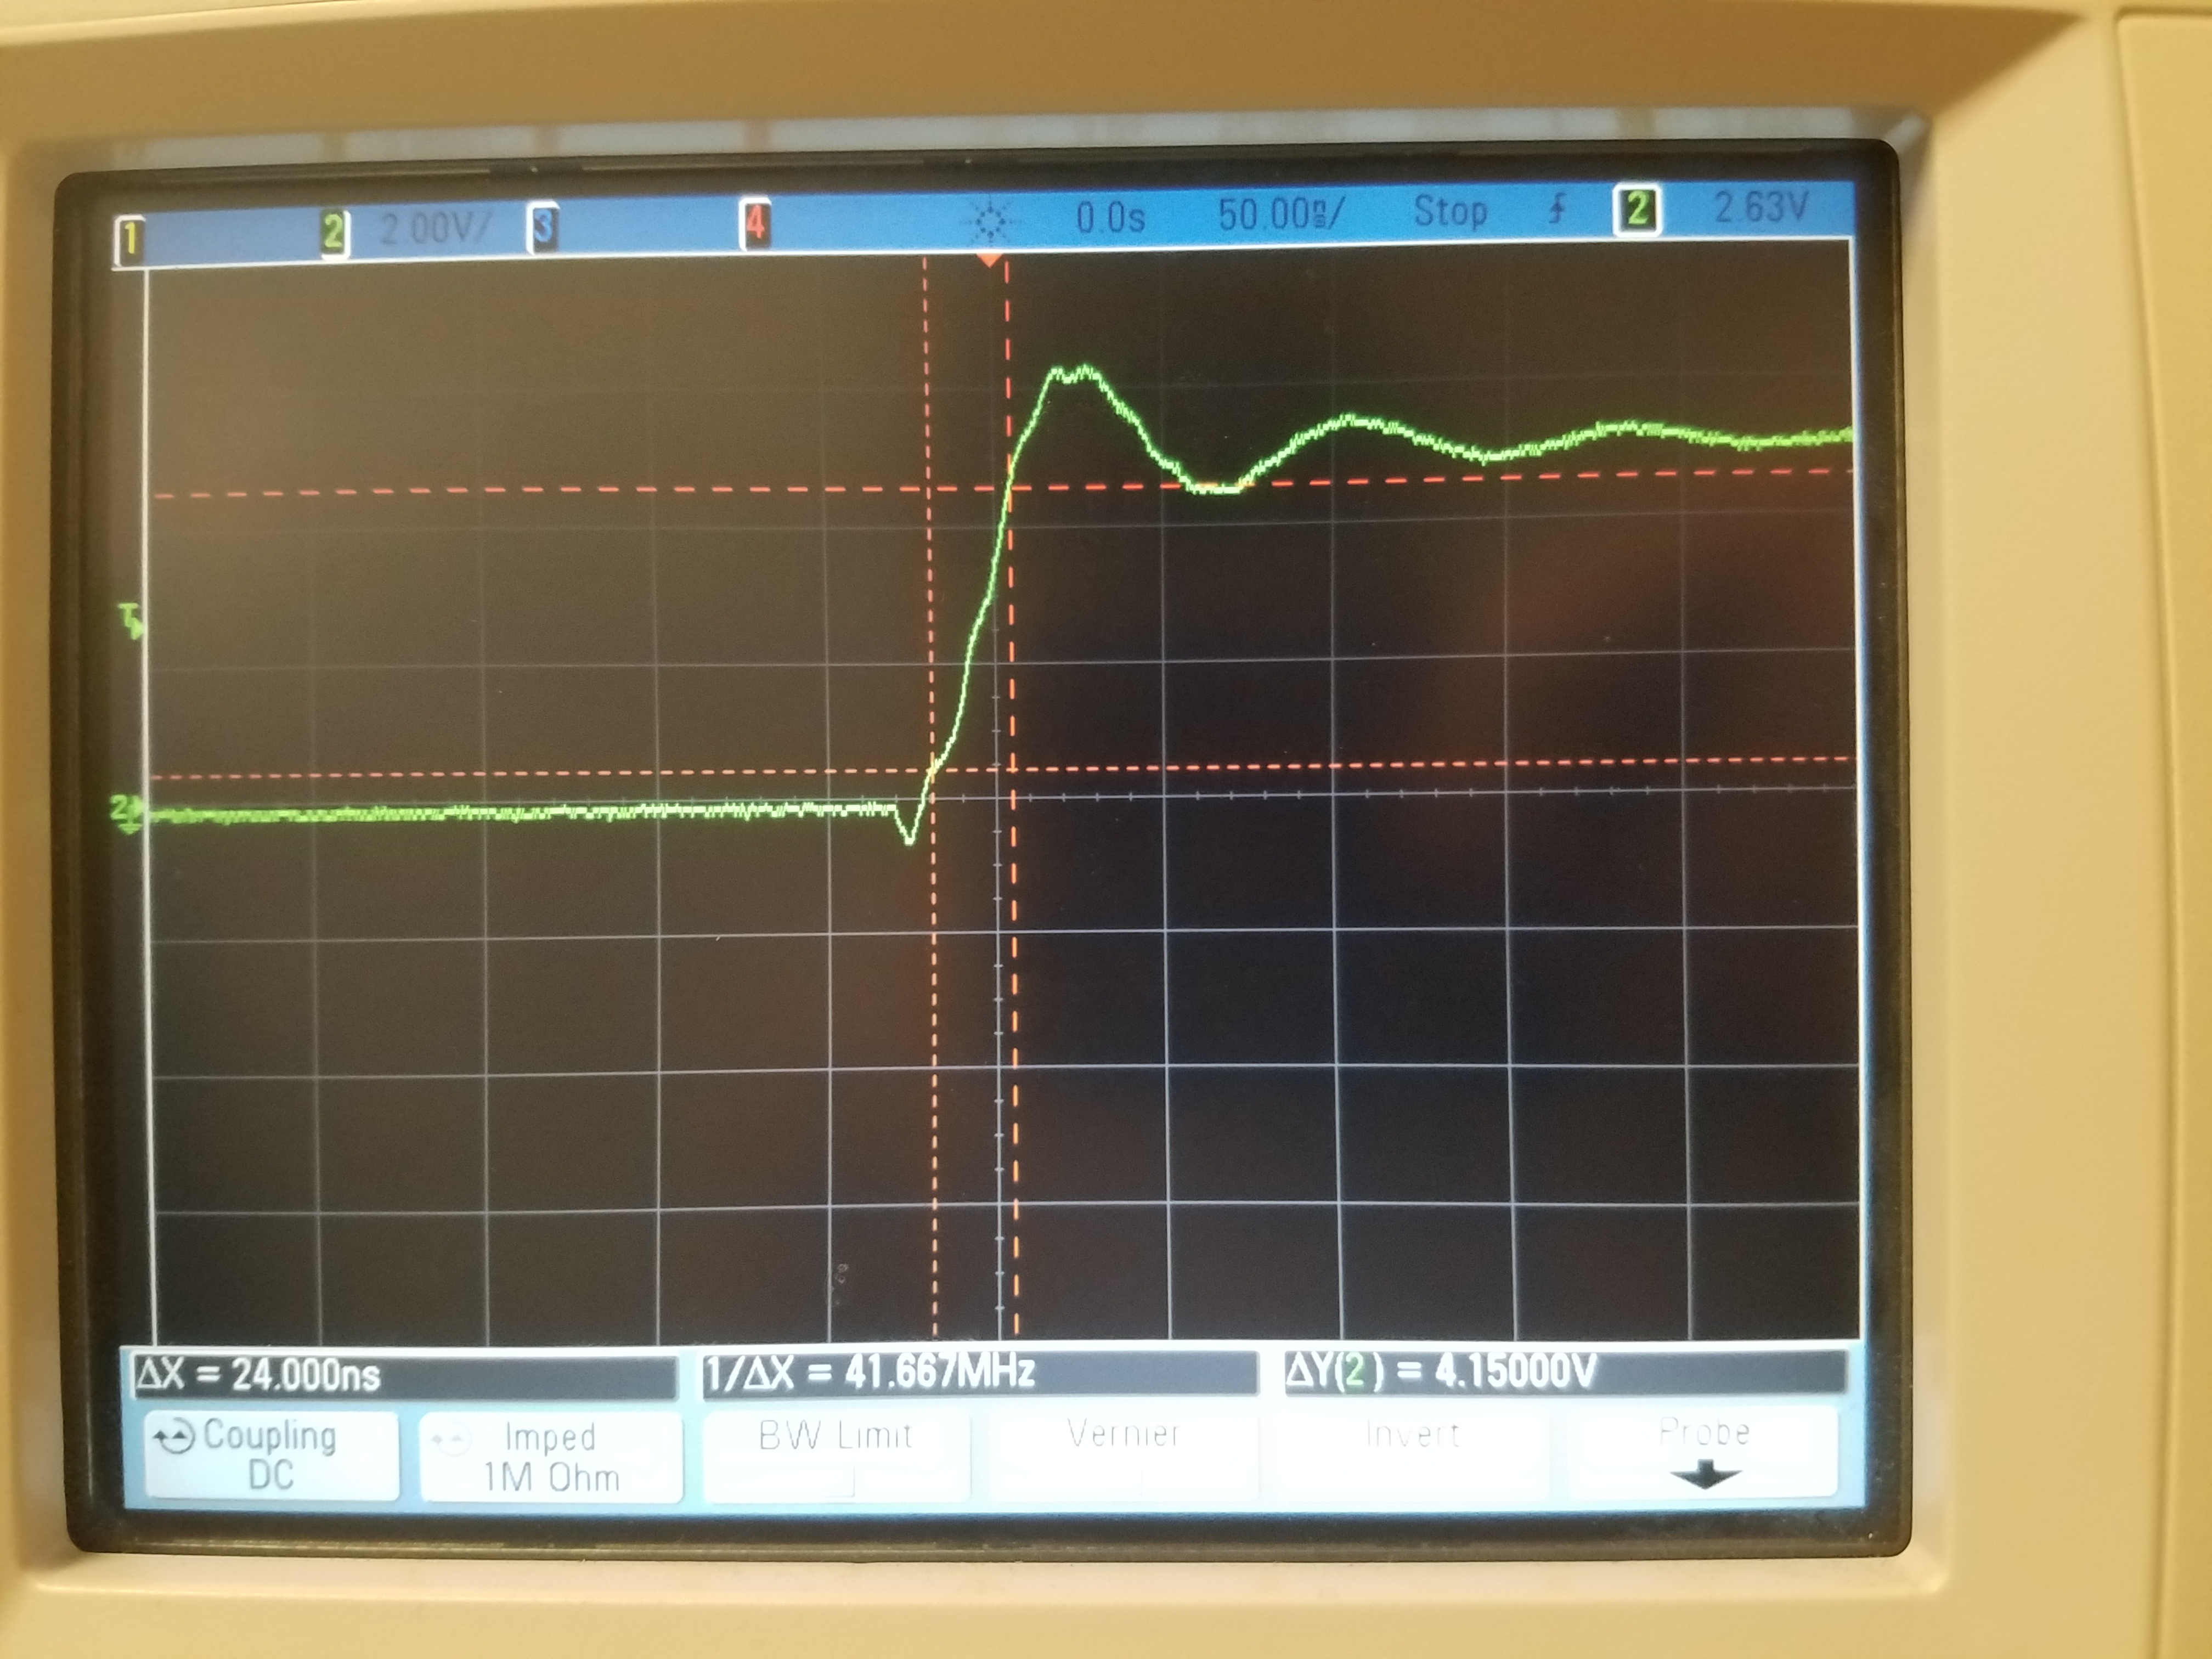 1 2 2.00V/ 3 4 0.0s 50.00ns/ Stop 2 2.63V
T
2
ΔX = 24.000ns 1/ΔX = 41.667MHz ΔY(2) = 4.15000V
Coupling Imped BW Limit Vernier Invert Probe
DC 1M Ohm